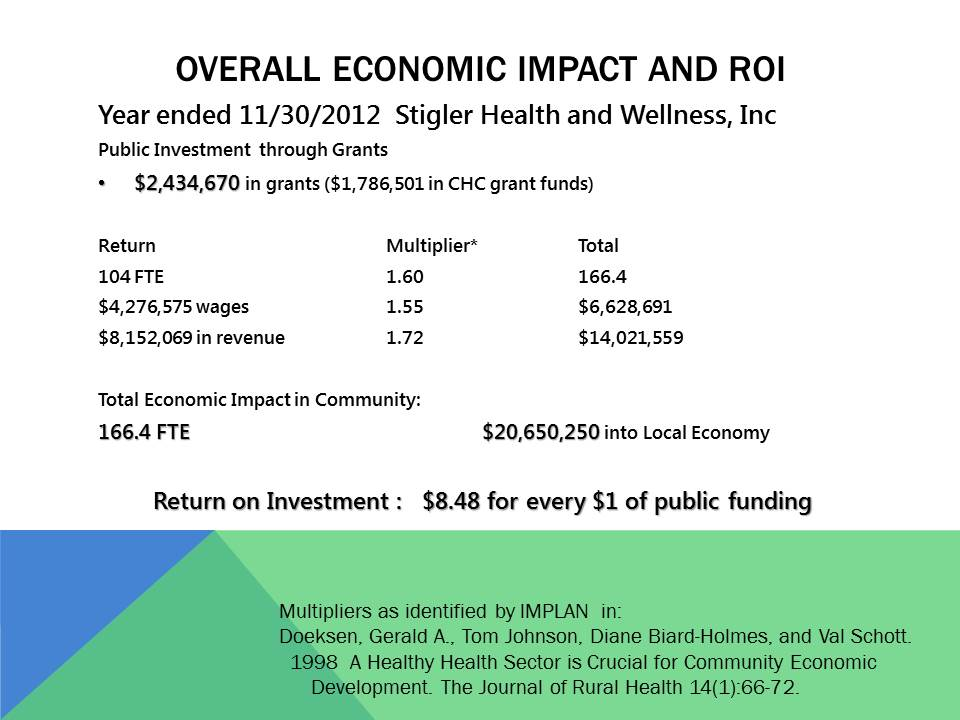 OVERALL ECONOMIC IMPACT AND ROI
Year ended 11/30/2012 Stigler Health and Wellness, Inc
Public Investment through Grants
• $2,434,670 in grants ($1,786,501 in CHC grant funds)
Return Multiplier* Total
104 FTE 1.60 166.4
$4,276,575 wages 1.55 $6,628,691
$8,152,069 in revenue 1.72 $14,021,559
Total Economic Impact in Community:
166.4 FTE $20,650,250 into Local Economy
Return on Investment : $8.48 for every $1 of public funding
Multipliers as identified by IMPLAN in:
Doeksen, Gerald A., Tom Johnson, Diane Biard-Holmes, and Val Schott.
1998 A Healthy Health Sector is Crucial for Community Economic
Development. The Journal of Rural Health 14(1):66-72.